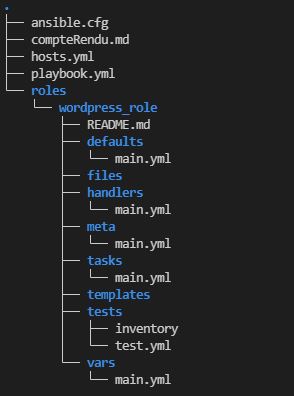 .
├── ansible.cfg
├── compteRendu.md
├── hosts.yml
├── playbook.yml
└── roles
    └── wordpress_role
        ├── README.md
        ├── defaults
        │   └── main.yml
        ├── files
        ├── handlers
        │   └── main.yml
        ├── meta
        │   └── main.yml
        ├── tasks
        │   └── main.yml
        ├── templates
        ├── tests
        │   ├── inventory
        │   └── test.yml
        └── vars
            └── main.yml